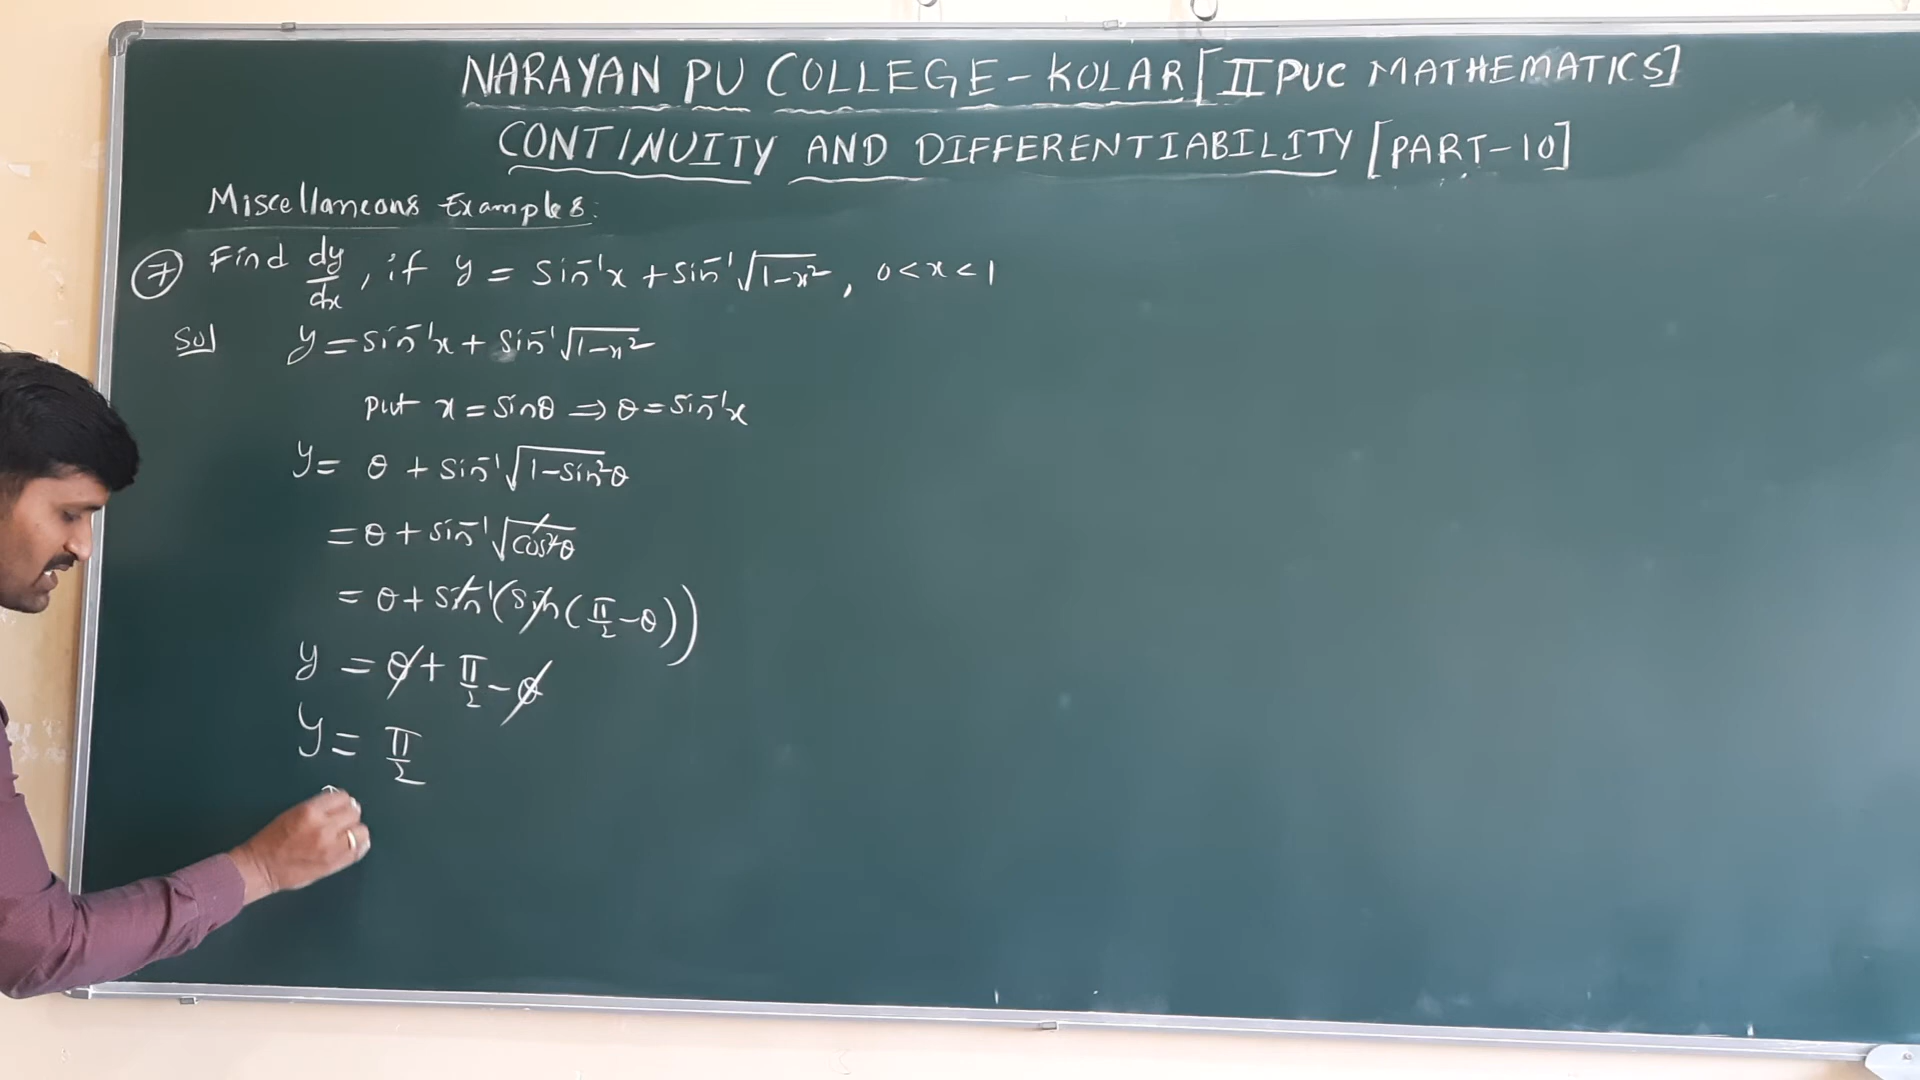 NARAYAN PU COLLEGE - KOLAR [II PUC MATHEMATICS]
CONTINUITY AND DIFFERENTIABILITY [PART-10]
Miscellaneous Examples:
⑦ Find dy/dx, if y = Sin⁻¹x + Sin⁻¹√(1-x²), 0<x<1
Sol y = Sin⁻¹x + Sin⁻¹√(1-x²)
put x = Sinθ ⇒ θ = Sin⁻¹x
y = θ + Sin⁻¹√(1-Sin²θ)
= θ + Sin⁻¹√(Cos²θ)
= θ + Sin⁻¹(Sin(π/2 - θ))
y = θ + π/2 - θ
y = π/2